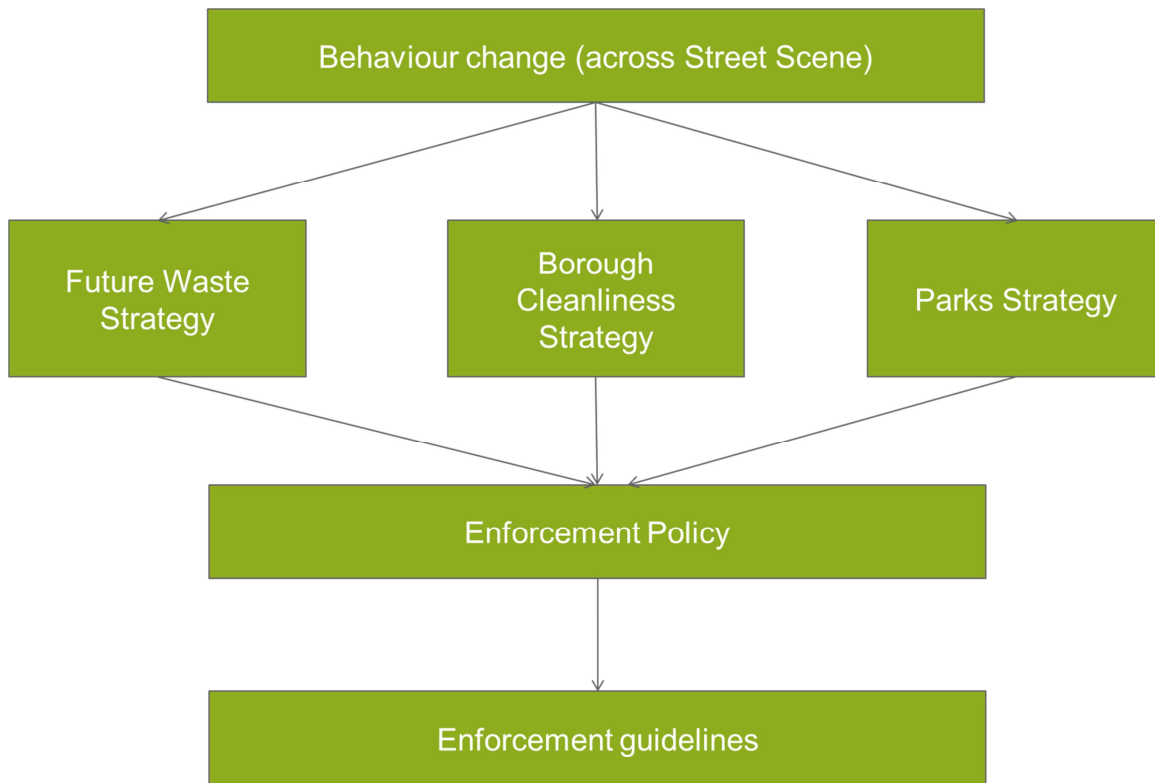 Behaviour change (across Street Scene)
Future Waste
Strategy
Borough
Cleanliness
Strategy
Parks Strategy
Enforcement Policy
Enforcement guidelines